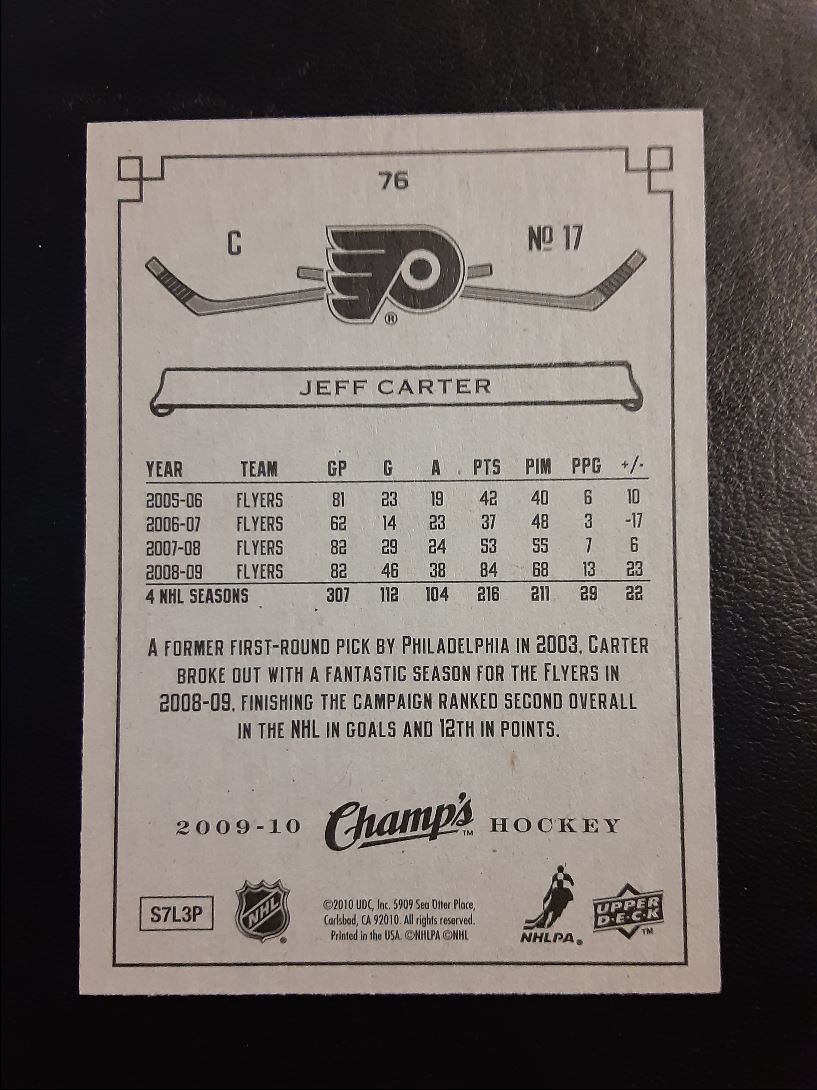 76
C Nº 17
®
JEFF CARTER
YEAR TEAM GP G A PTS PIM PPG +/-
2005-06 FLYERS 81 23 19 42 40 6 10
2006-07 FLYERS 62 14 23 37 48 3 -17
2007-08 FLYERS 82 29 24 53 55 7 6
2008-09 FLYERS 82 46 38 84 68 13 23
4 NHL SEASONS 307 112 104 216 211 29 22
A FORMER FIRST-ROUND PICK BY PHILADELPHIA IN 2003, CARTER
BROKE OUT WITH A FANTASTIC SEASON FOR THE FLYERS IN
2008-09, FINISHING THE CAMPAIGN RANKED SECOND OVERALL
IN THE NHL IN GOALS AND 12TH IN POINTS.
2009-10 Champ's™ HOCKEY
S7L3P
NHL®
©2010 UDC, Inc. 5909 Sea Otter Place,
Carlsbad, CA 92010. All rights reserved.
Printed in the USA. ©NHLPA ©NHL
NHLPA®
UPPER
D·E·C·K™